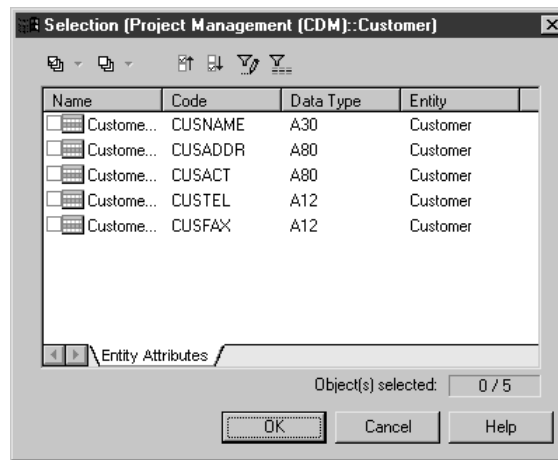 Selection (Project Management (CDM)::Customer)
Name Code Data Type Entity
Custome... CUSNAME A30 Customer
Custome... CUSADDR A80 Customer
Custome... CUSACT A80 Customer
Custome... CUSTEL A12 Customer
Custome... CUSFAX A12 Customer
Entity Attributes
Object(s) selected: 0 / 5
OK Cancel Help